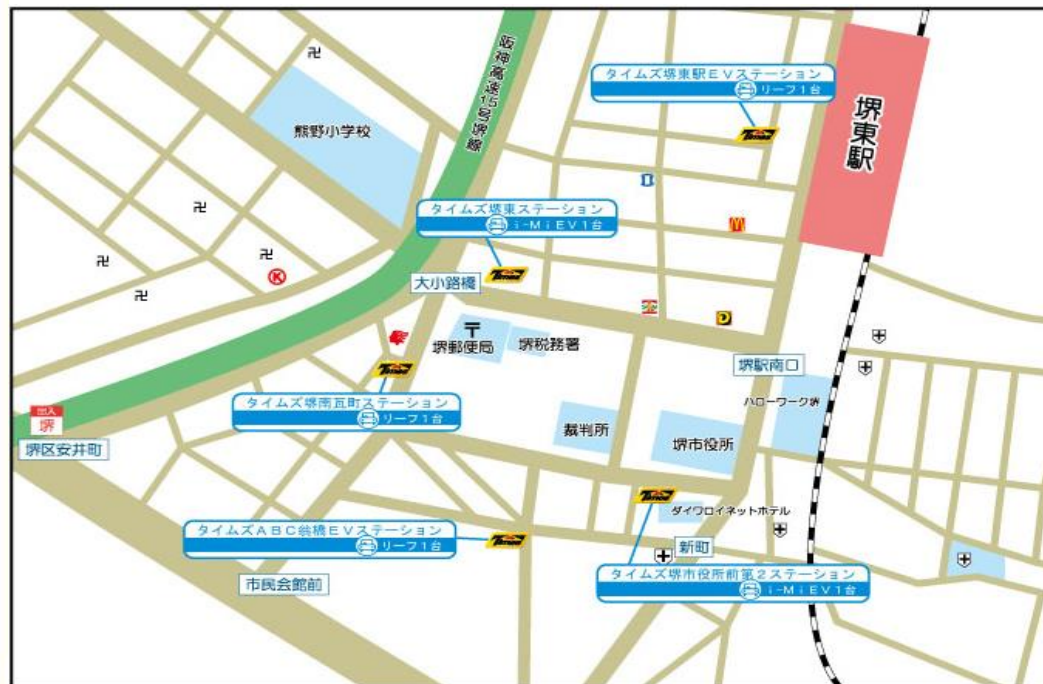 阪神高速15号堺線
タイムズ堺東駅EVステーション
リーフ1台
堺東駅
熊野小学校
タイムズ堺東ステーション
i-MiEV1台
大小路橋
堺郵便局
堺税務署
堺駅南口
ハローワーク堺
タイムズ堺南瓦町ステーション
リーフ1台
出入
堺
堺区安井町
裁判所
堺市役所
ダイワロイネットホテル
タイムズABC翁橋EVステーション
リーフ1台
新町
市民会館前
タイムズ堺市役所前第2ステーション
i-MiEV1台